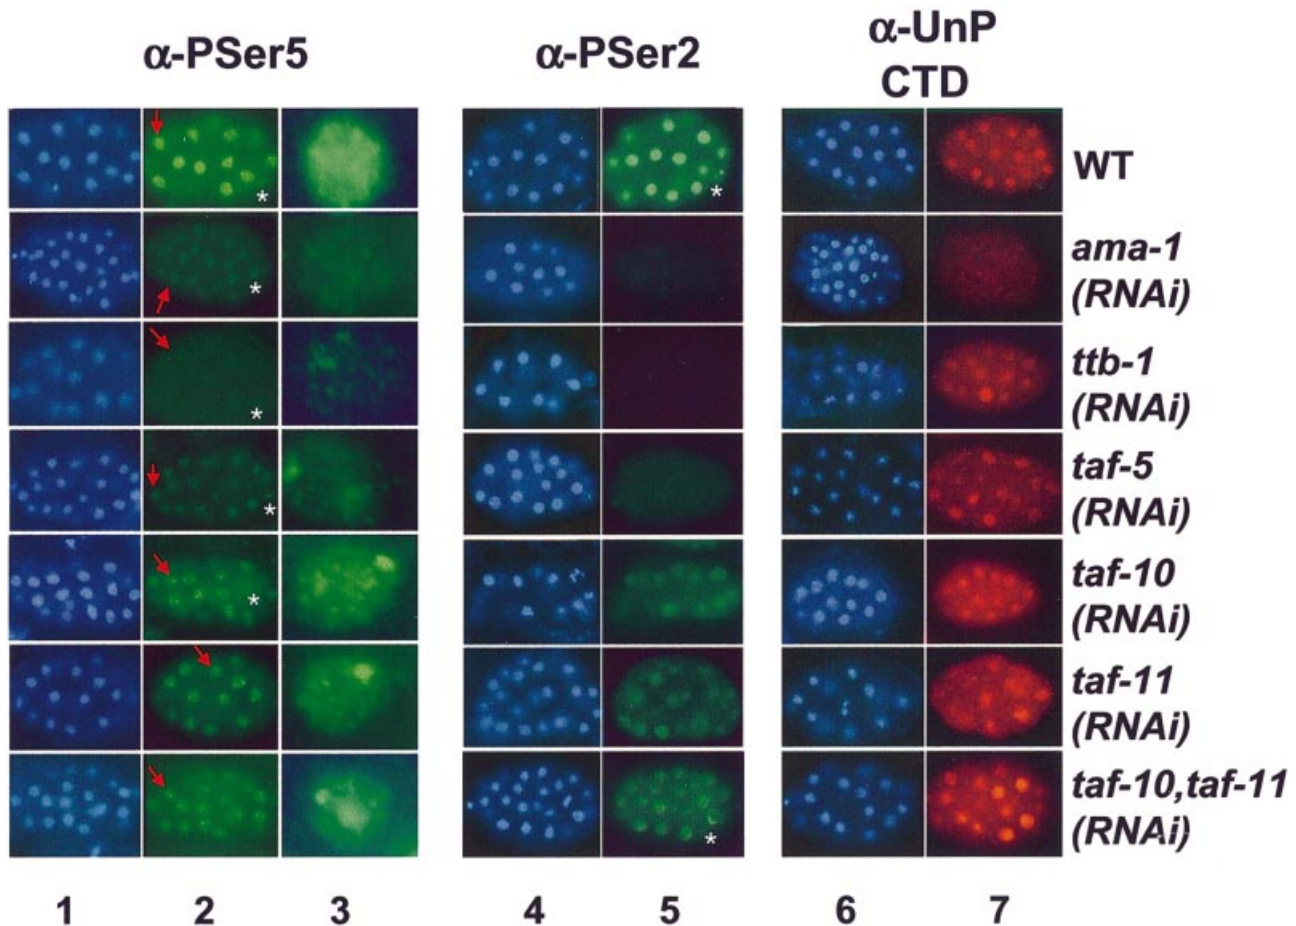 α-PSer5
α-PSer2
α-UnP
CTD
WT
ama-1
(RNAi)
ttb-1
(RNAi)
taf-5
(RNAi)
taf-10
(RNAi)
taf-11
(RNAi)
taf-10,taf-11
(RNAi)
* * * * * * *
1 2 3 4 5 6 7